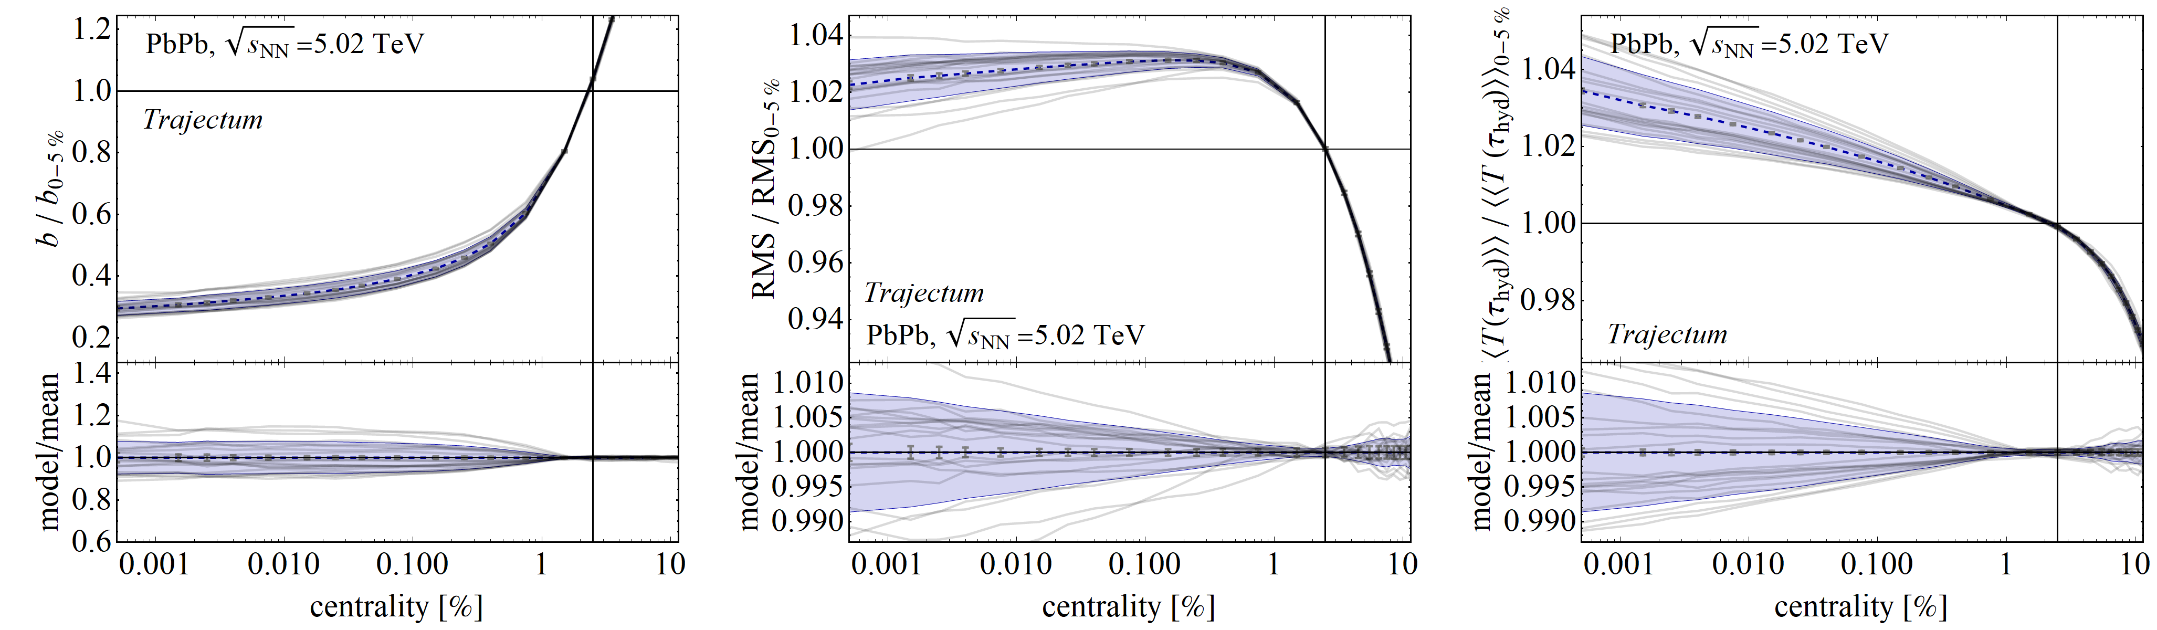 b / b0−5 %
1.2
1.0
0.8
0.6
0.4
0.2
PbPb, √sNN =5.02 TeV
Trajectum
model/mean
1.4
1.2
1.0
0.8
0.6
0.001 0.010 0.100 1 10
centrality [%]
RMS / RMS0−5 %
1.04
1.02
1.00
0.98
0.96
0.94
Trajectum
PbPb, √sNN =5.02 TeV
model/mean
1.010
1.005
1.000
0.995
0.990
0.001 0.010 0.100 1 10
centrality [%]
⟨T(τhyd)⟩⟩ / ⟨⟨T (τhyd)⟩⟩0−5 %
1.04
1.02
1.00
0.98
PbPb, √sNN =5.02 TeV
Trajectum
model/mean
1.010
1.005
1.000
0.995
0.990
0.001 0.010 0.100 1 10
centrality [%]